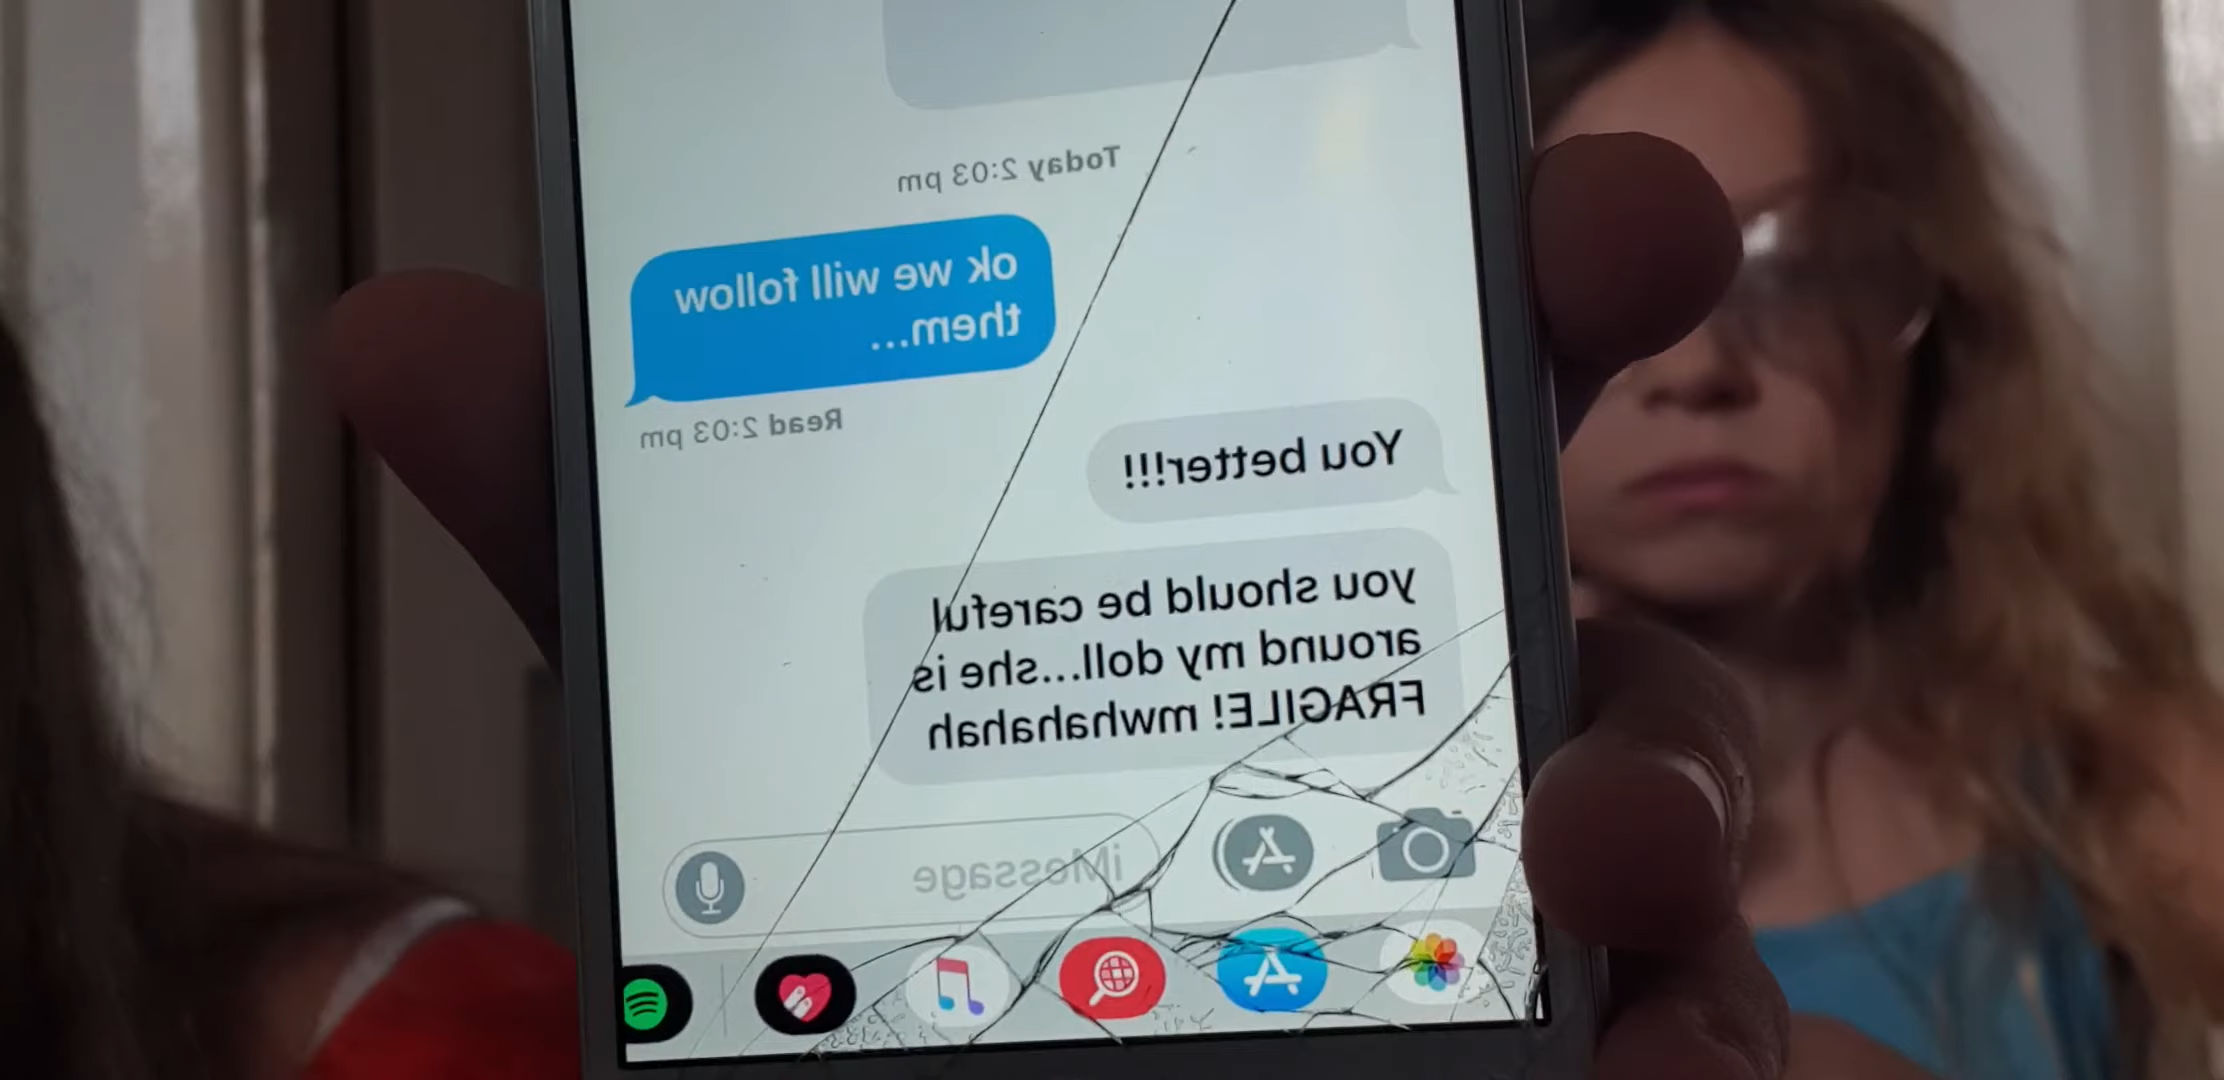 Today 2:03 pm
ok we will follow
them...
Read 2:03 pm
You better!!!
you should be careful
around my doll...she is
FRAGILE! mwhahahah
iMessage